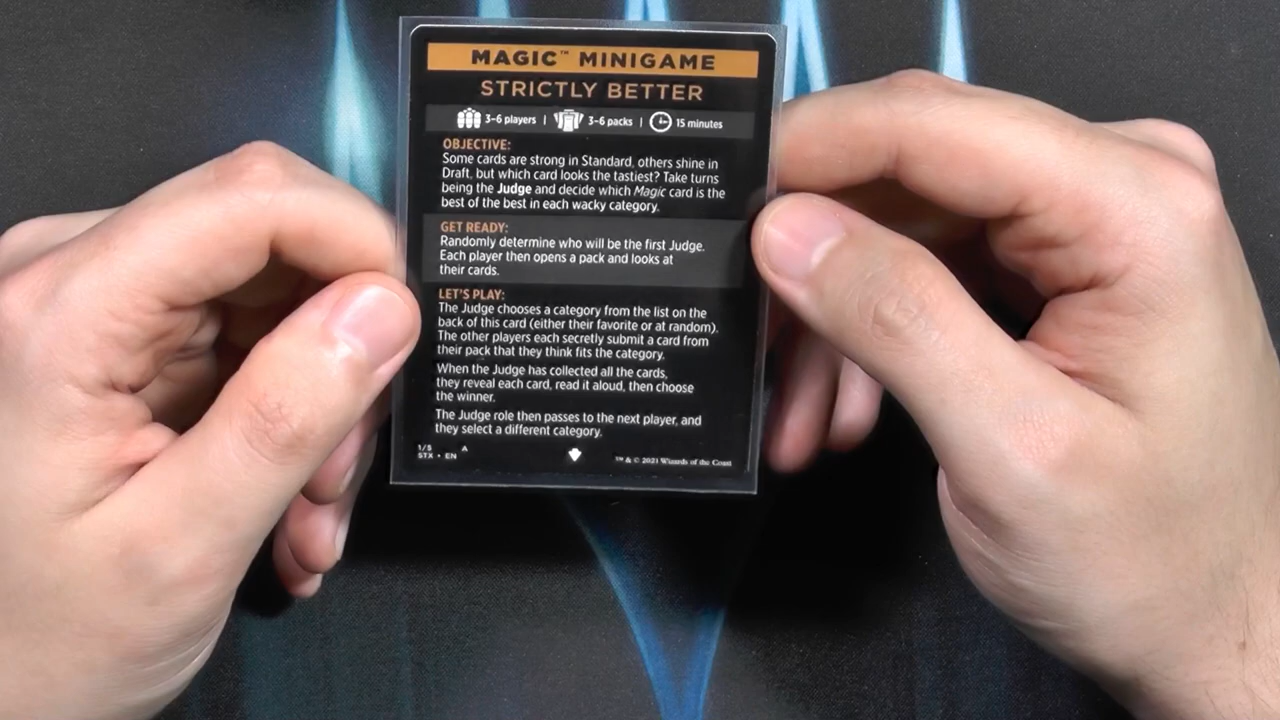 MAGIC™ MINIGAME
STRICTLY BETTER
3-6 players | 3-6 packs | 15 minutes
OBJECTIVE:
Some cards are strong in Standard, others shine in
Draft, but which card looks the tastiest? Take turns
being the Judge and decide which Magic card is the
best of the best in each wacky category.
GET READY:
Randomly determine who will be the first Judge.
Each player then opens a pack and looks at
their cards.
LET'S PLAY:
The Judge chooses a category from the list on the
back of this card (either their favorite or at random).
The other players each secretly submit a card from
their pack that they think fits the category.
When the Judge has collected all the cards,
they reveal each card, read it aloud, then choose
the winner.
The Judge role then passes to the next player, and
they select a different category.
1/5 A
STX • EN
™ & © 2021 Wizards of the Coast